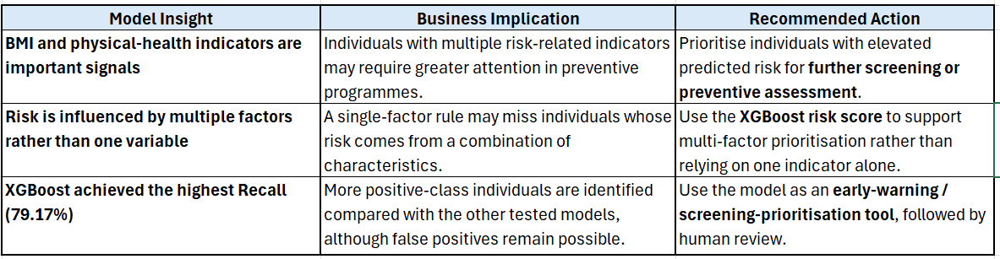 Model Insight
Business Implication
Recommended Action
BMI and physical-health indicators are
important signals
Individuals with multiple risk-related indicators
may require greater attention in preventive
programmes.
Prioritise individuals with elevated
predicted risk for further screening or
preventive assessment.
Risk is influenced by multiple factors
rather than one variable
A single-factor rule may miss individuals whose
risk comes from a combination of
characteristics.
Use the XGBoost risk score to support
multi-factor prioritisation rather than
relying on one indicator alone.
XGBoost achieved the highest Recall
(79.17%)
More positive-class individuals are identified
compared with the other tested models,
although false positives remain possible.
Use the model as an early-warning /
screening-prioritisation tool, followed by
human review.